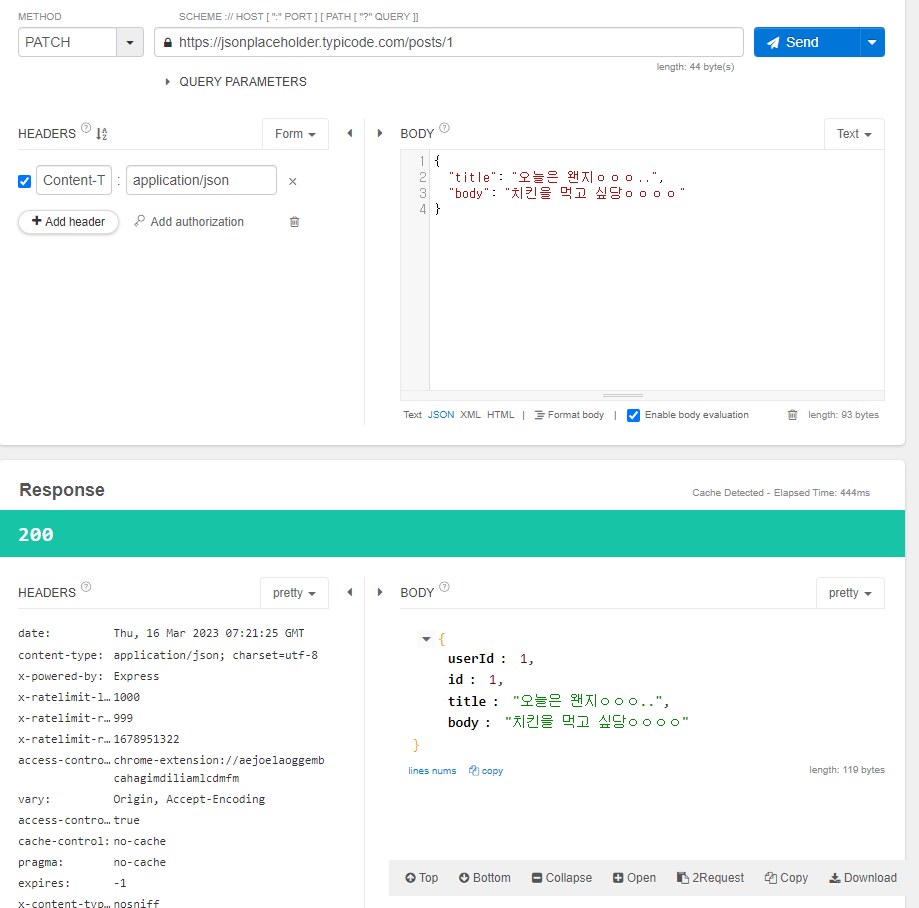 METHOD
SCHEME :// HOST [ ":" PORT ] [ PATH [ "?" QUERY ]]
PATCH
https://jsonplaceholder.typicode.com/posts/1
Send
length: 44 byte(s)
QUERY PARAMETERS
HEADERS ?
Form
BODY ?
Text
Content-T : application/json ×
+ Add header
Add authorization
1 {
2 "title": "오늘은 왠지ㅇㅇㅇ..",
3 "body": "치킨을 먹고 싶당ㅇㅇㅇㅇ"
4 }
Text JSON XML HTML | Format body | Enable body evaluation length: 93 bytes
Response
Cache Detected - Elapsed Time: 444ms
200
HEADERS ?
pretty
BODY ?
pretty
date: Thu, 16 Mar 2023 07:21:25 GMT
content-type: application/json; charset=utf-8
x-powered-by: Express
x-ratelimit-l… 1000
x-ratelimit-r… 999
x-ratelimit-r… 1678951322
access-contro… chrome-extension://aejoelaoggemb
cahagimdiliamlcdmfm
vary: Origin, Accept-Encoding
access-contro… true
cache-control: no-cache
pragma: no-cache
expires: -1
x-content-typ… nosniff
{
userId : 1,
id : 1,
title : "오늘은 왠지ㅇㅇㅇ..",
body : "치킨을 먹고 싶당ㅇㅇㅇㅇ"
}
lines nums copy
length: 119 bytes
Top Bottom Collapse Open 2Request Copy Download